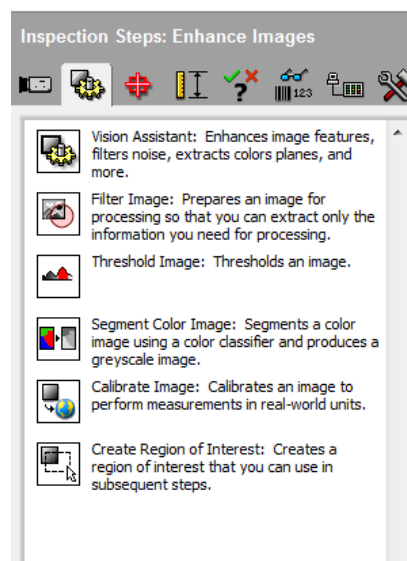 Inspection Steps: Enhance Images
123
Vision Assistant: Enhances image features,
filters noise, extracts colors planes, and
more.
Filter Image: Prepares an image for
processing so that you can extract only the
information you need for processing.
Threshold Image: Thresholds an image.
Segment Color Image: Segments a color
image using a color classifier and produces a
greyscale image.
Calibrate Image: Calibrates an image to
perform measurements in real-world units.
Create Region of Interest: Creates a
region of interest that you can use in
subsequent steps.